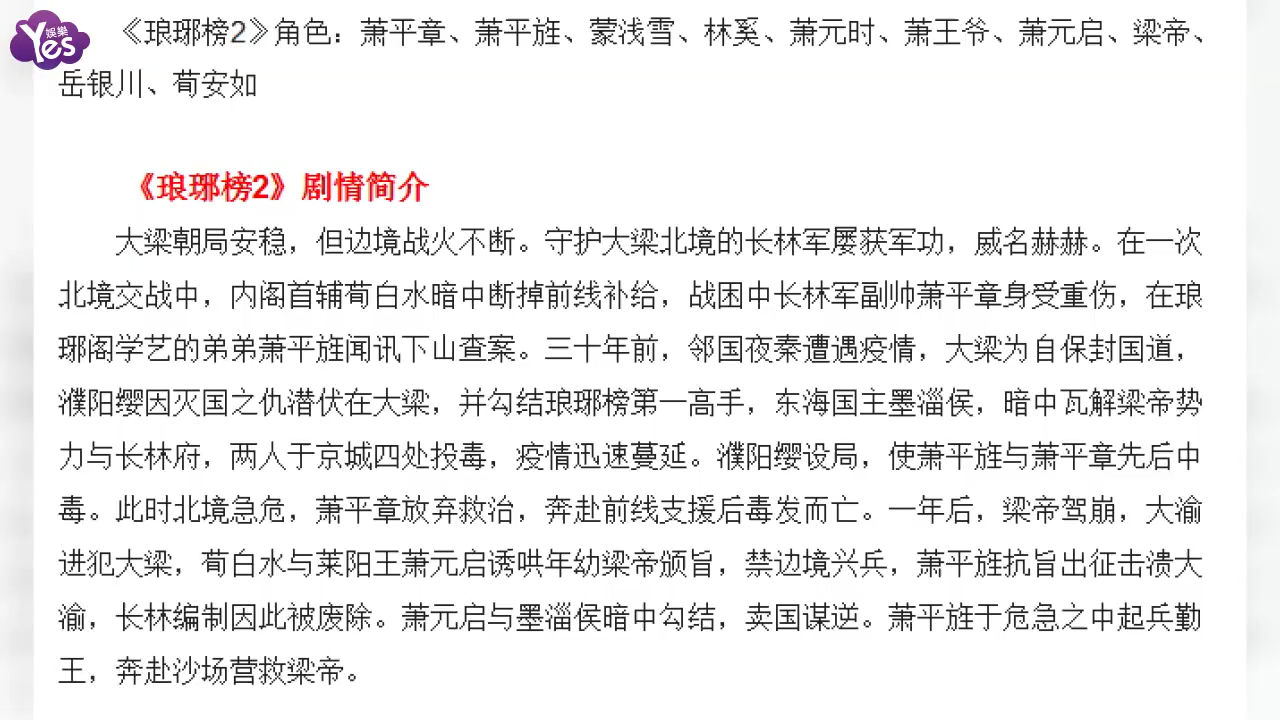 娱樂
Yes
《琅琊榜2》角色：萧平章、萧平旌、蒙浅雪、林奚、萧元时、萧王爷、萧元启、梁帝、
岳银川、荀安如
《琅琊榜2》剧情简介
大梁朝局安稳，但边境战火不断。守护大梁北境的长林军屡获军功，威名赫赫。在一次
北境交战中，内阁首辅荀白水暗中断掉前线补给，战困中长林军副帅萧平章身受重伤，在琅
琊阁学艺的弟弟萧平旌闻讯下山查案。三十年前，邻国夜秦遭遇疫情，大梁为自保封国道，
濮阳缨因灭国之仇潜伏在大梁，并勾结琅琊榜第一高手，东海国主墨淄侯，暗中瓦解梁帝势
力与长林府，两人于京城四处投毒，疫情迅速蔓延。濮阳缨设局，使萧平旌与萧平章先后中
毒。此时北境急危，萧平章放弃救治，奔赴前线支援后毒发而亡。一年后，梁帝驾崩，大渝
进犯大梁，荀白水与莱阳王萧元启诱哄年幼梁帝颁旨，禁边境兴兵，萧平旌抗旨出征击溃大
渝，长林编制因此被废除。萧元启与墨淄侯暗中勾结，卖国谋逆。萧平旌于危急之中起兵勤
王，奔赴沙场营救梁帝。